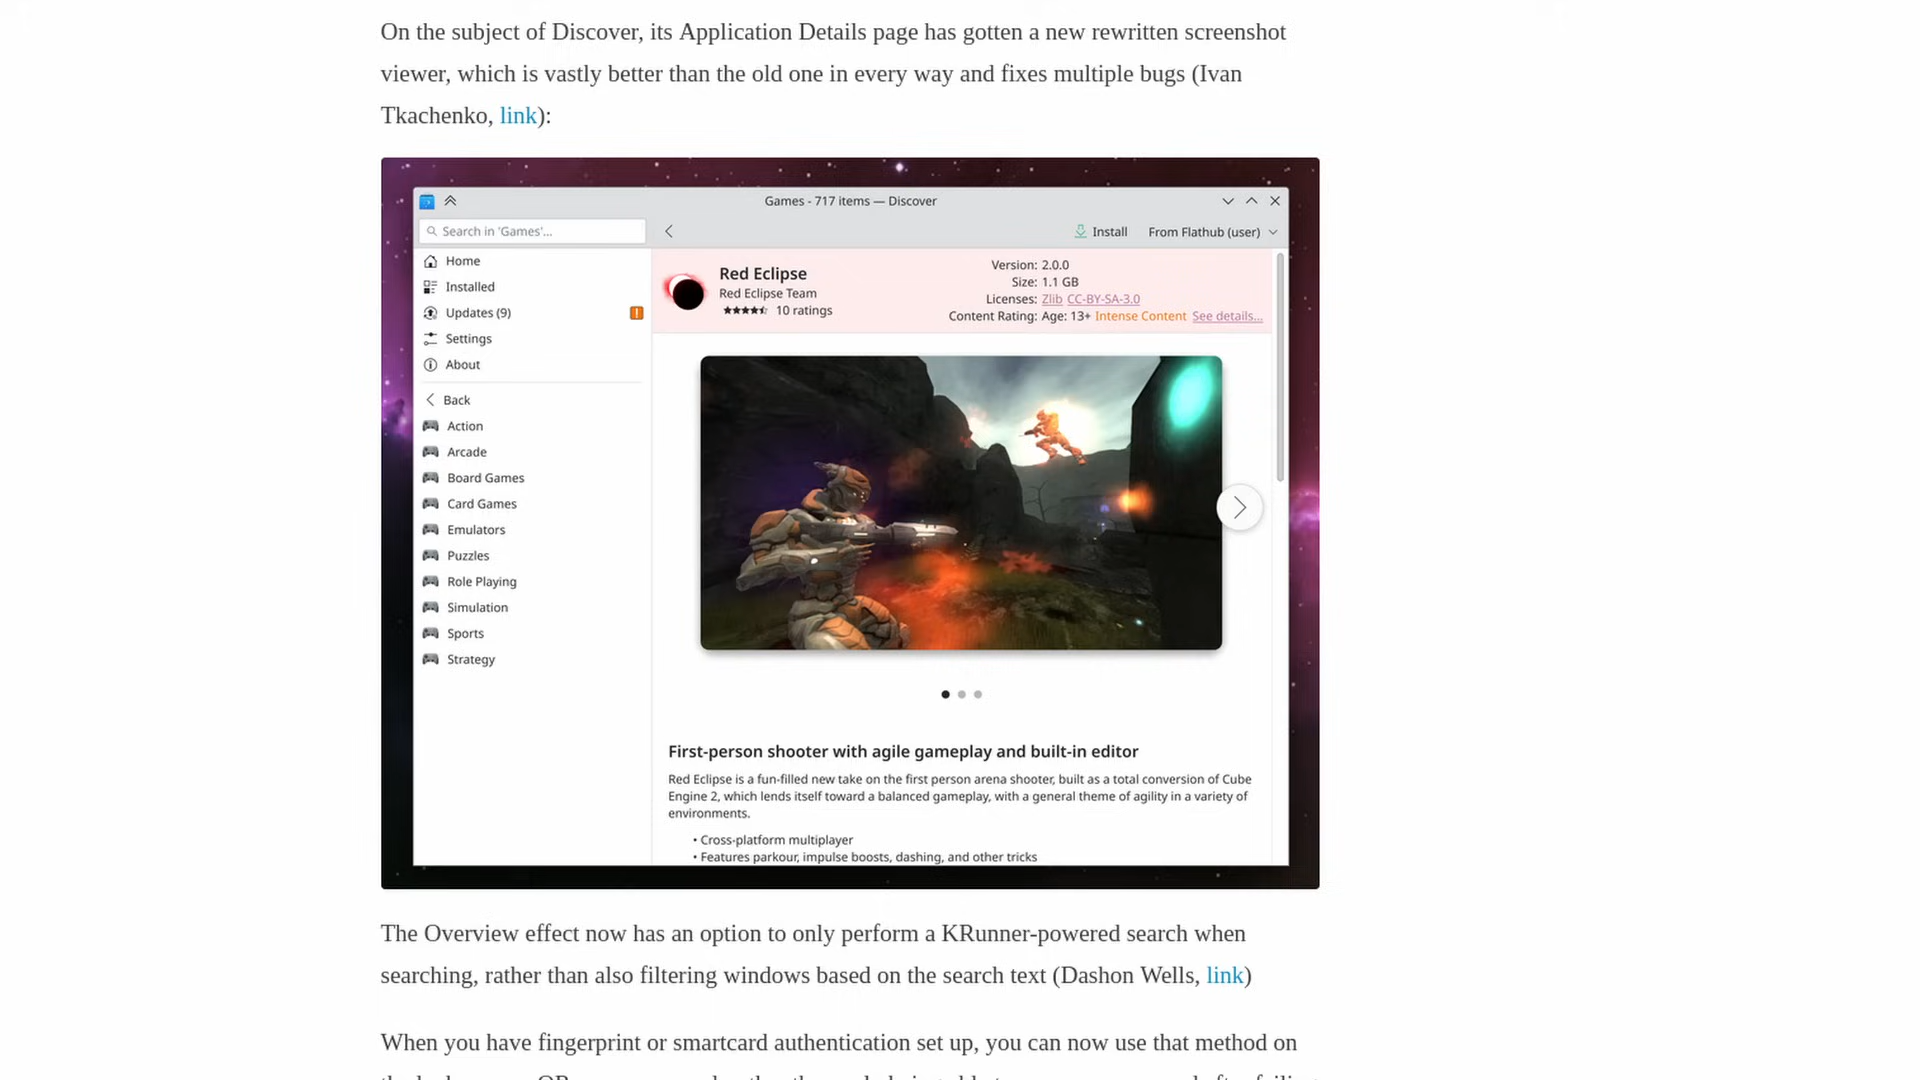 On the subject of Discover, its Application Details page has gotten a new rewritten screenshot
viewer, which is vastly better than the old one in every way and fixes multiple bugs (Ivan
Tkachenko, link):
Games - 717 items — Discover
Search in 'Games'...
Install
From Flathub (user)
Home
Installed
Updates (9)
Settings
About
Back
Action
Arcade
Board Games
Card Games
Emulators
Puzzles
Role Playing
Simulation
Sports
Strategy
Red Eclipse
Red Eclipse Team
10 ratings
Version: 2.0.0
Size: 1.1 GB
Licenses: Zlib CC-BY-SA-3.0
Content Rating: Age: 13+ Intense Content See details...
First-person shooter with agile gameplay and built-in editor
Red Eclipse is a fun-filled new take on the first person arena shooter, built as a total conversion of Cube
Engine 2, which lends itself toward a balanced gameplay, with a general theme of agility in a variety of
environments.
• Cross-platform multiplayer
• Features parkour, impulse boosts, dashing, and other tricks
The Overview effect now has an option to only perform a KRunner-powered search when
searching, rather than also filtering windows based on the search text (Dashon Wells, link)
When you have fingerprint or smartcard authentication set up, you can now use that method on